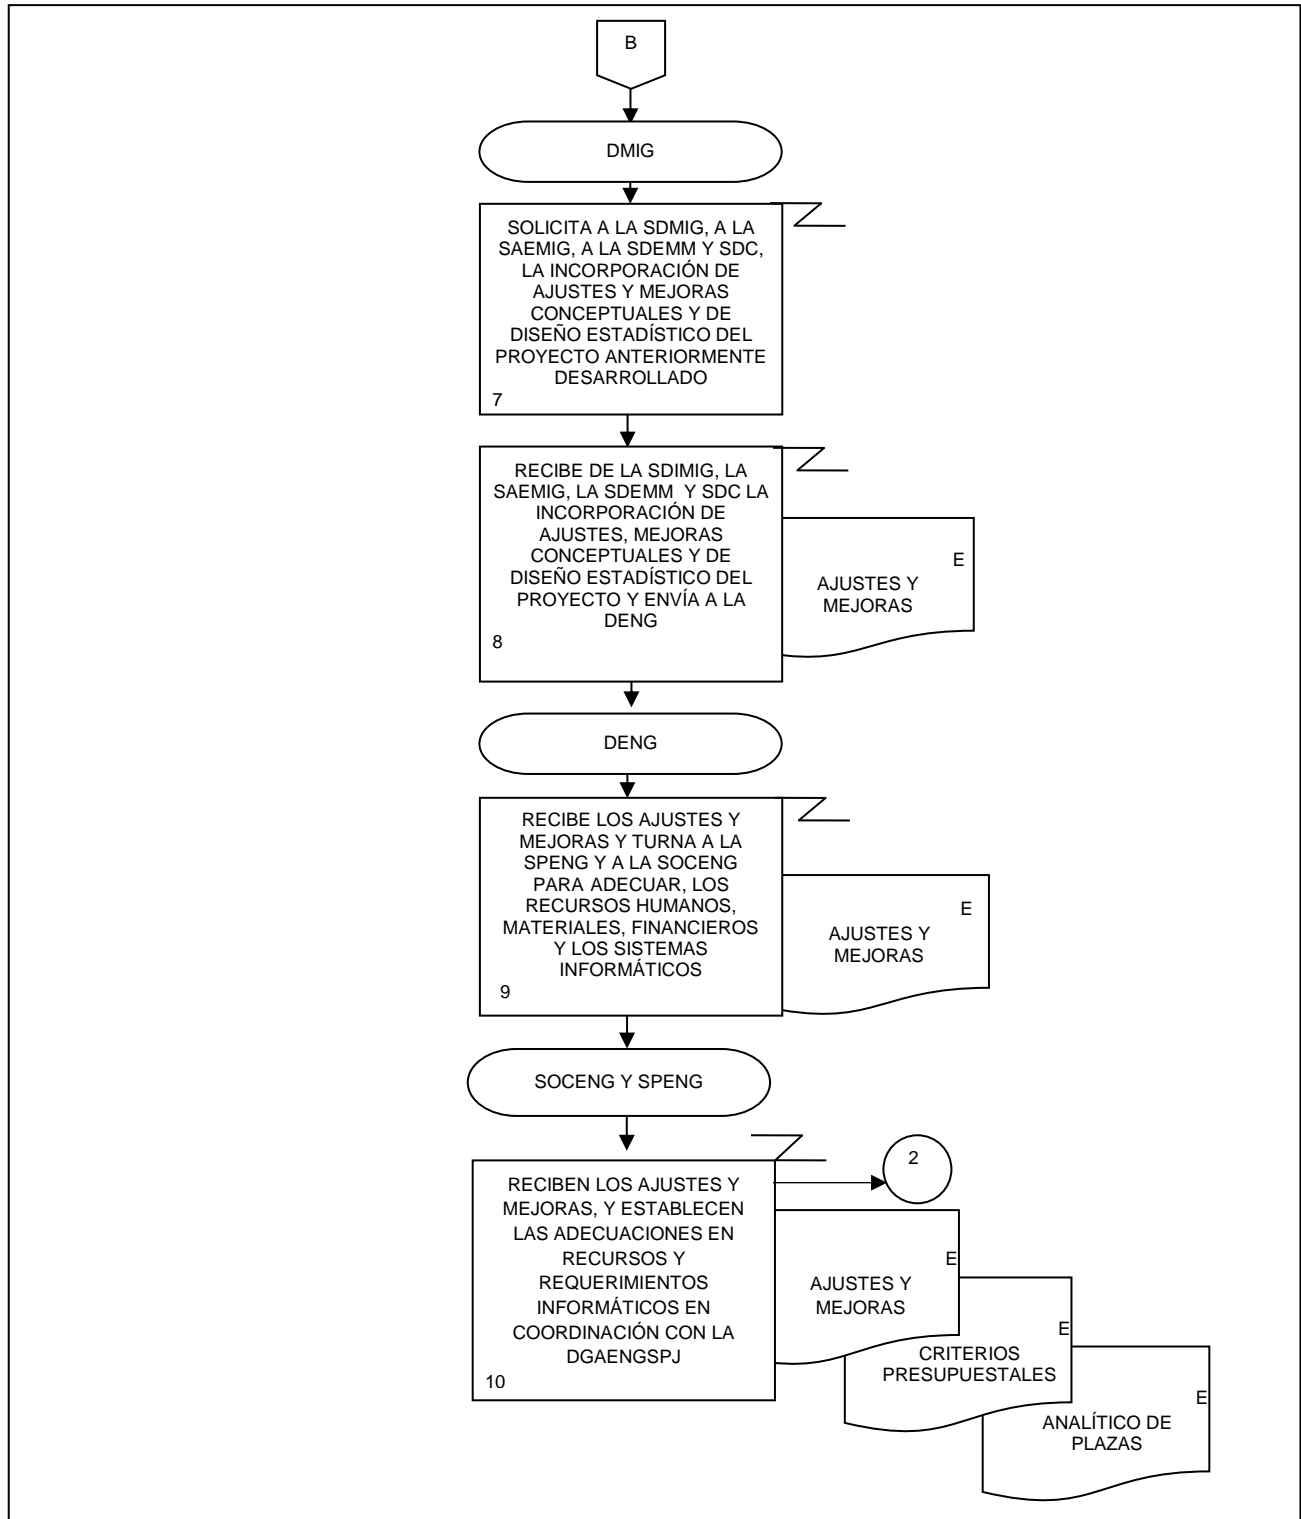 B
DMIG
SOLICITA A LA SDMIG, A LA
SAEMIG, A LA SDEMM Y SDC,
LA INCORPORACIÓN DE
AJUSTES Y MEJORAS
CONCEPTUALES Y DE
DISEÑO ESTADÍSTICO DEL
PROYECTO ANTERIORMENTE
DESARROLLADO
7
RECIBE DE LA SDIMIG, LA
SAEMIG, LA SDEMM Y SDC LA
INCORPORACIÓN DE
AJUSTES, MEJORAS
CONCEPTUALES Y DE
DISEÑO ESTADÍSTICO DEL
PROYECTO Y ENVÍA A LA
DENG
8
E
AJUSTES Y
MEJORAS
DENG
RECIBE LOS AJUSTES Y
MEJORAS Y TURNA A LA
SPENG Y A LA SOCENG
PARA ADECUAR, LOS
RECURSOS HUMANOS,
MATERIALES, FINANCIEROS
Y LOS SISTEMAS
INFORMÁTICOS
9
E
AJUSTES Y
MEJORAS
SOCENG Y SPENG
RECIBEN LOS AJUSTES Y
MEJORAS, Y ESTABLECEN
LAS ADECUACIONES EN
RECURSOS Y
REQUERIMIENTOS
INFORMÁTICOS EN
COORDINACIÓN CON LA
DGAENGSPJ
10
2
E
AJUSTES Y
MEJORAS
E
CRITERIOS
PRESUPUESTALES
E
ANALÍTICO DE
PLAZAS